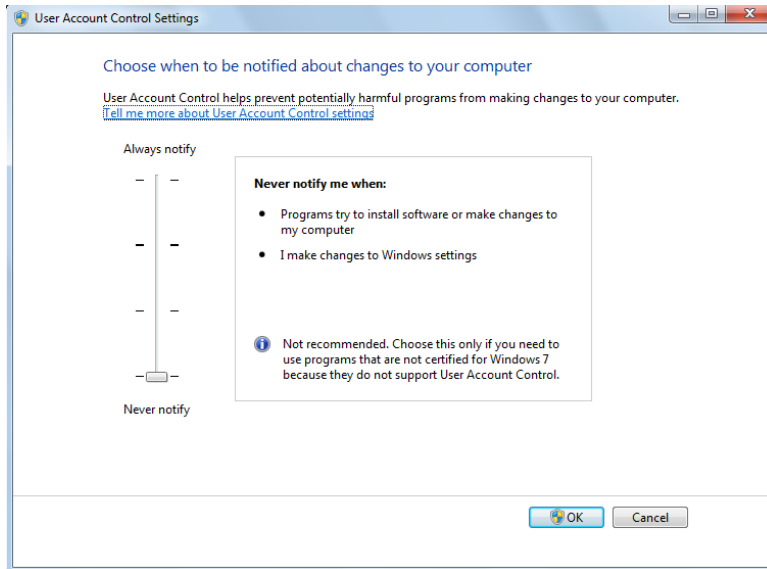 User Account Control Settings
Choose when to be notified about changes to your computer
User Account Control helps prevent potentially harmful programs from making changes to your computer.
Tell me more about User Account Control settings
Always notify
Never notify me when:
Programs try to install software or make changes to
my computer
I make changes to Windows settings
Not recommended. Choose this only if you need to
use programs that are not certified for Windows 7
because they do not support User Account Control.
Never notify
OK
Cancel